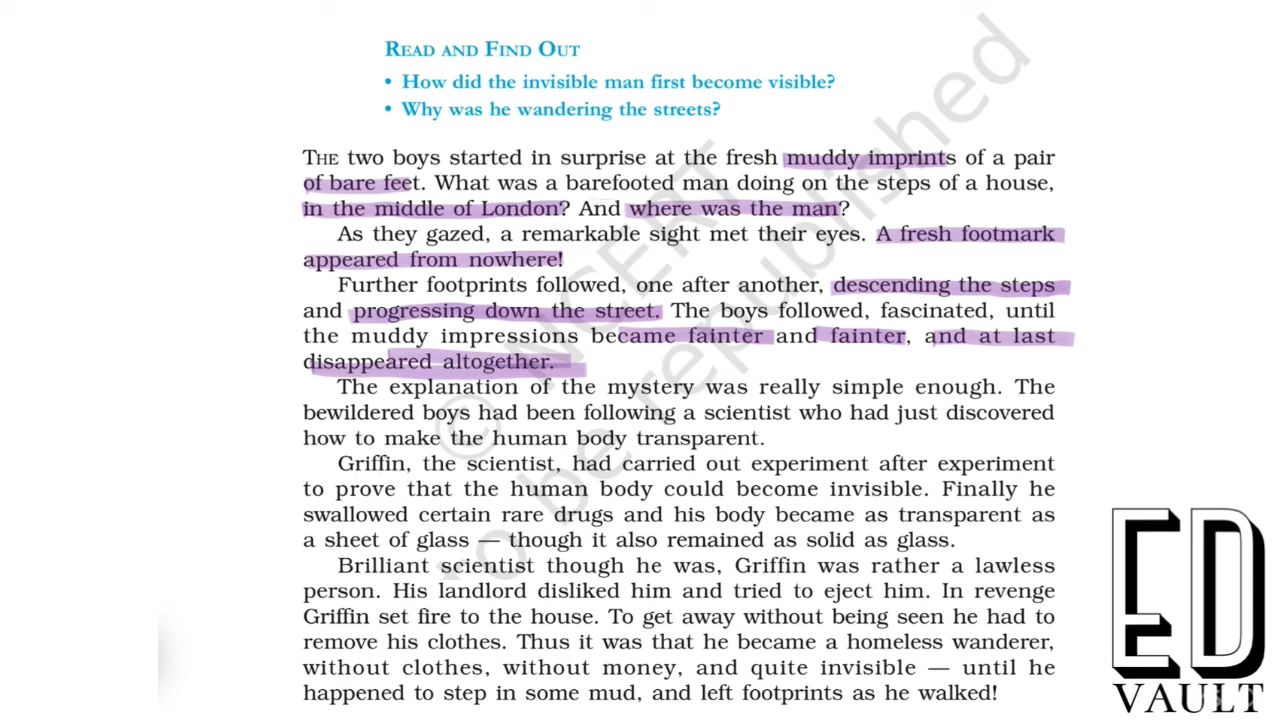 READ AND FIND OUT
• How did the invisible man first become visible?
• Why was he wandering the streets?
THE two boys started in surprise at the fresh muddy imprints of a pair
of bare feet. What was a barefooted man doing on the steps of a house,
in the middle of London? And where was the man?
As they gazed, a remarkable sight met their eyes. A fresh footmark
appeared from nowhere!
Further footprints followed, one after another, descending the steps
and progressing down the street. The boys followed, fascinated, until
the muddy impressions became fainter and fainter, and at last
disappeared altogether.
The explanation of the mystery was really simple enough. The
bewildered boys had been following a scientist who had just discovered
how to make the human body transparent.
Griffin, the scientist, had carried out experiment after experiment
to prove that the human body could become invisible. Finally he
swallowed certain rare drugs and his body became as transparent as
a sheet of glass — though it also remained as solid as glass.
Brilliant scientist though he was, Griffin was rather a lawless
person. His landlord disliked him and tried to eject him. In revenge
Griffin set fire to the house. To get away without being seen he had to
remove his clothes. Thus it was that he became a homeless wanderer,
without clothes, without money, and quite invisible — until he
happened to step in some mud, and left footprints as he walked!
© NCERT
to be republished
ED
VAULT